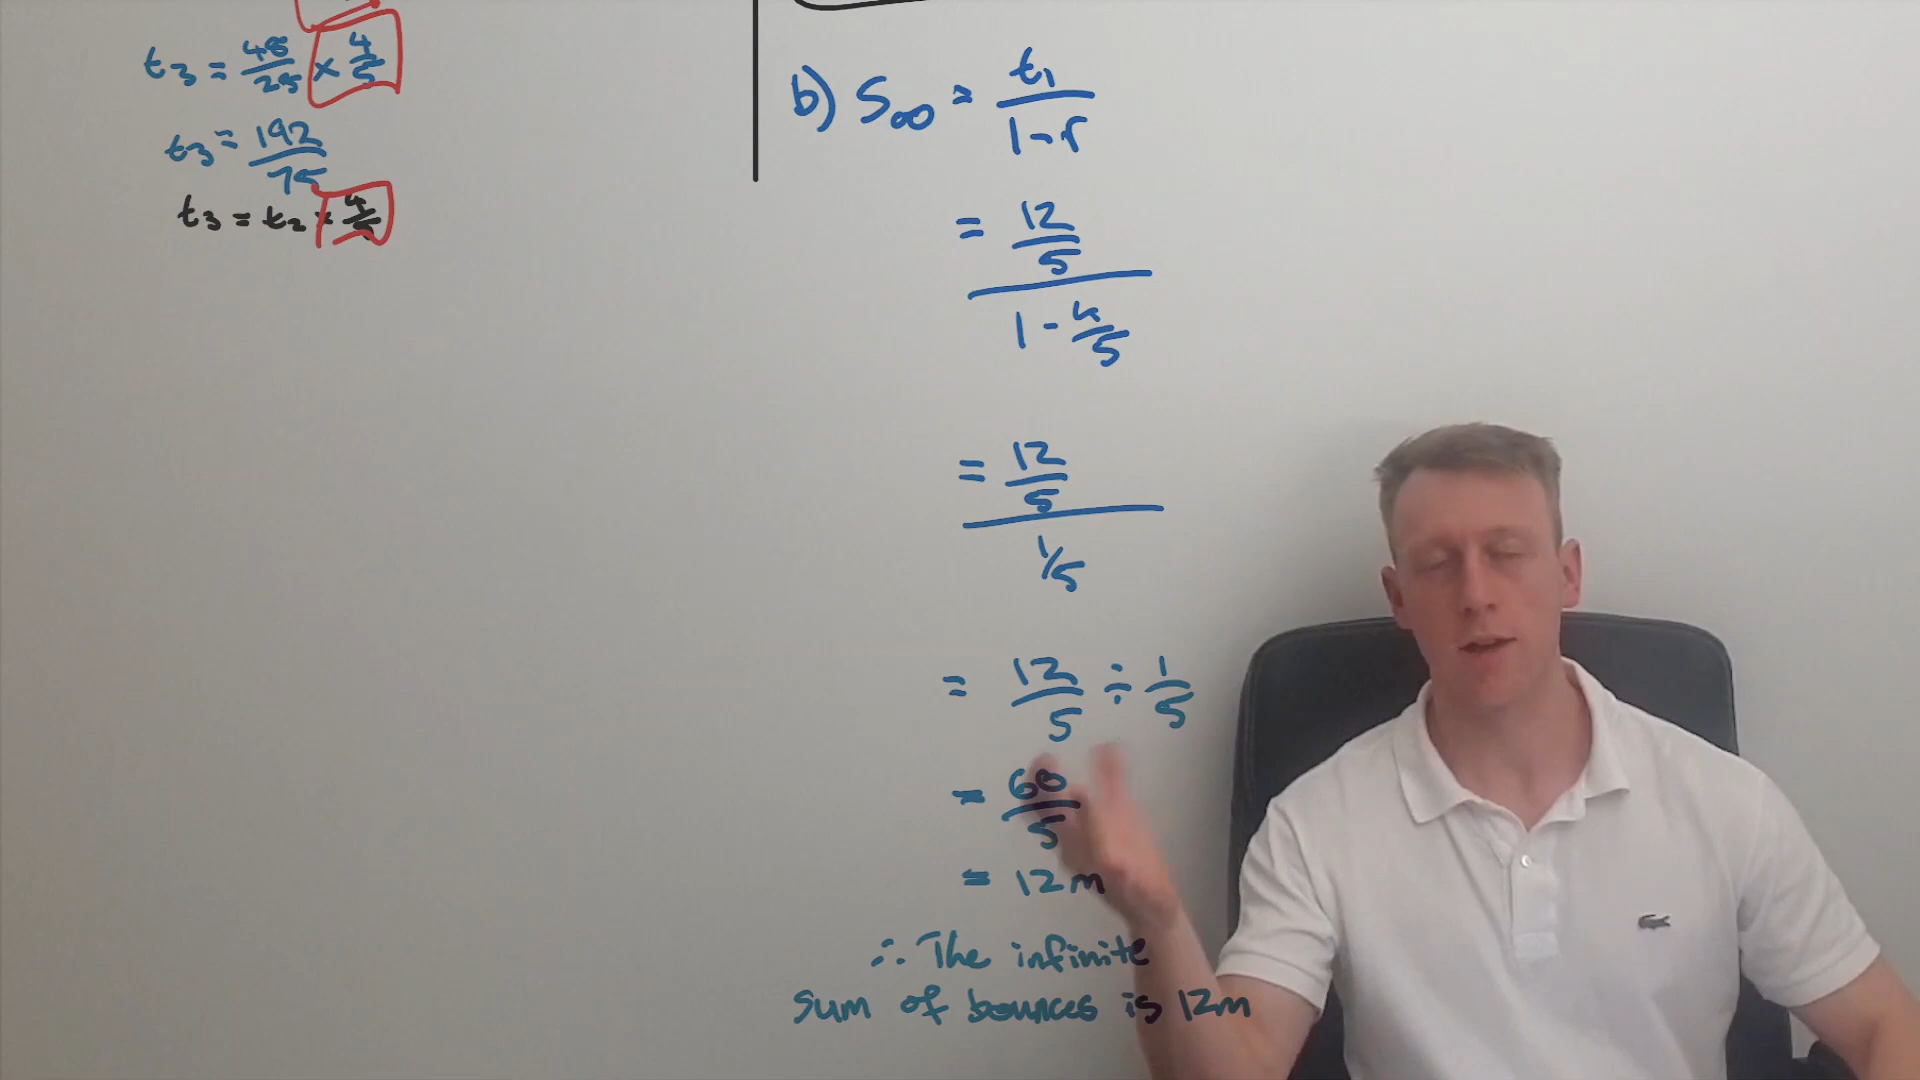 t₃ = 48/25 × 4/5
t₃ = 192/75
t₃ = t₂ × 4/5
b) S∞ = t₁/(1-r)
= (12/5)/(1 - 4/5)
= (12/5)/(1/5)
= 12/5 ÷ 1/5
= 60/5
= 12m
∴ The infinite
sum of bounces is 12m